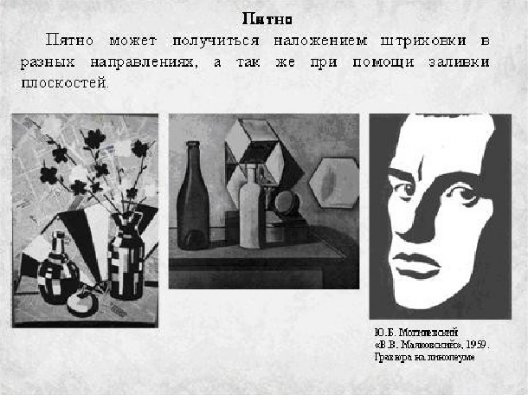 Пятно
Пятно может получиться наложением штриховки в
разных направлениях, а так же при помощи заливки
плоскостей.
Ю.Б. Могилевский
«В.В. Маяковский», 1959.
Гравюра на линолеуме